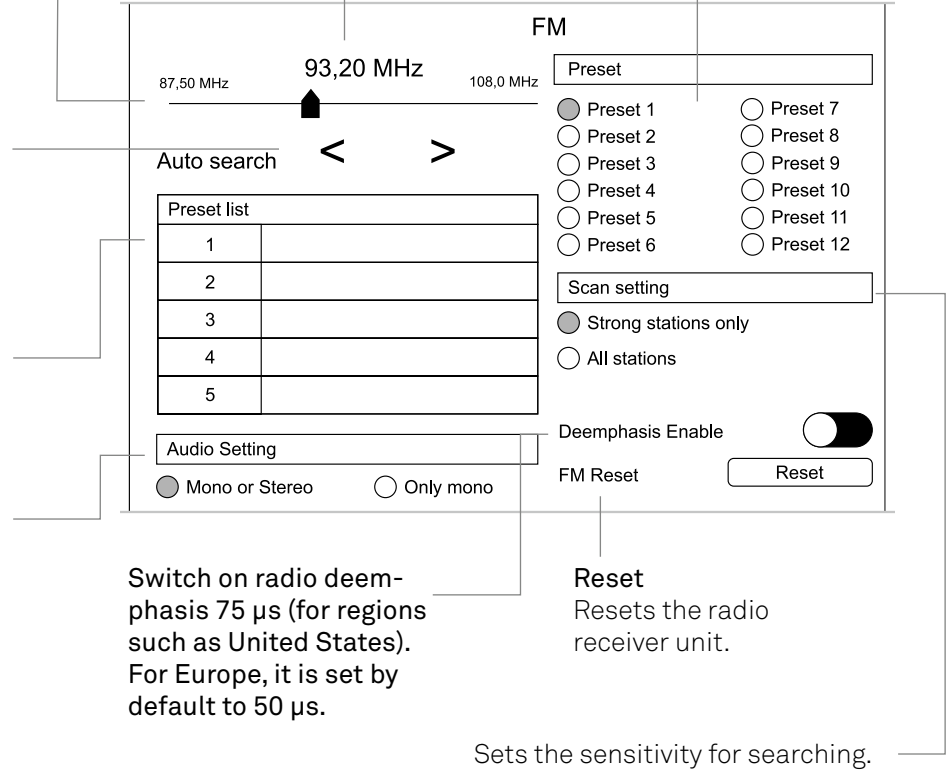 FM
93,20 MHz
87,50 MHz
108,0 MHz
Auto search
<
>
Preset list
1
2
3
4
5
Audio Setting
Mono or Stereo
Only mono
Preset
Preset 1
Preset 2
Preset 3
Preset 4
Preset 5
Preset 6
Preset 7
Preset 8
Preset 9
Preset 10
Preset 11
Preset 12
Scan setting
Strong stations only
All stations
Deemphasis Enable
FM Reset
Reset
Switch on radio deem-
phasis 75 µs (for regions
such as United States).
For Europe, it is set by
default to 50 µs.
Reset
Resets the radio
receiver unit.
Sets the sensitivity for searching.